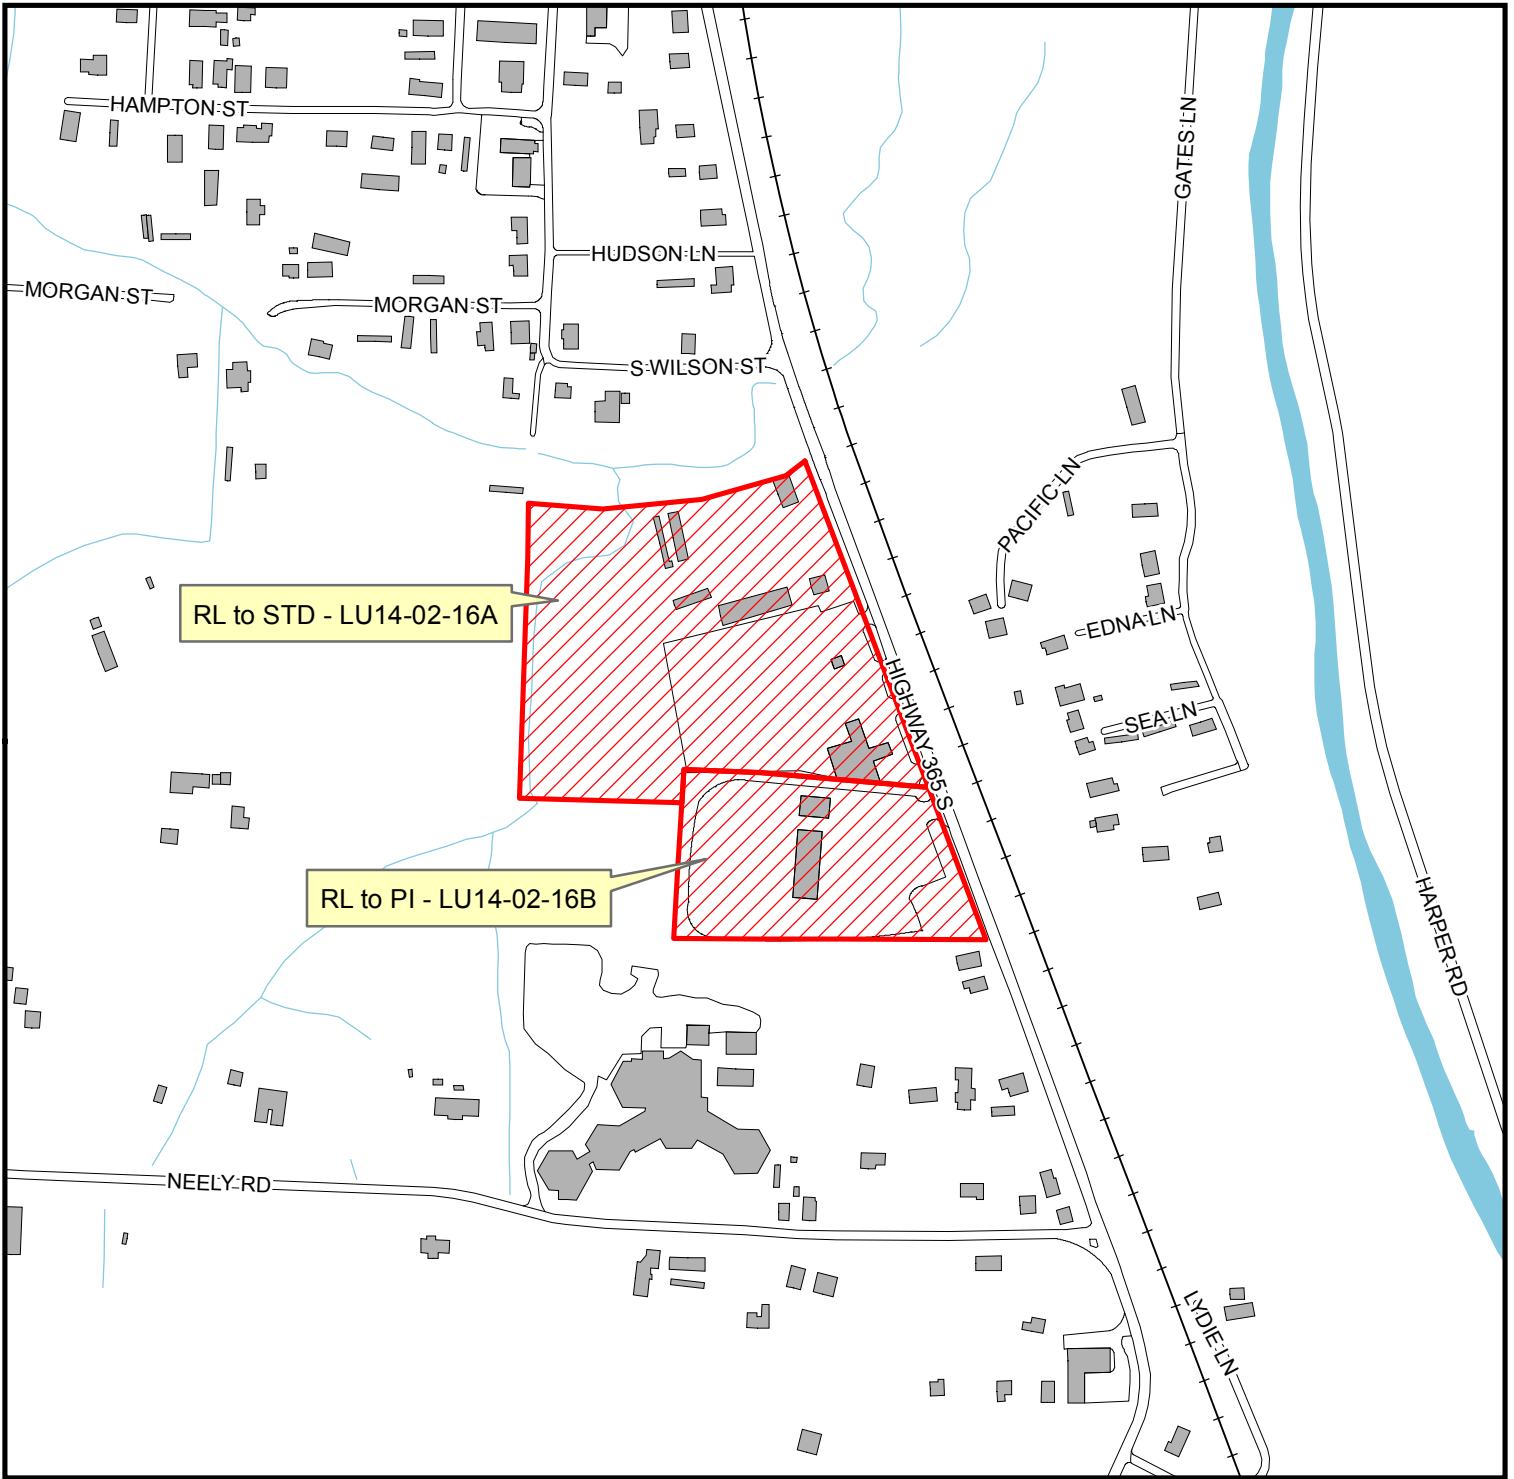 HAMPTON ST
GATES LN
HUDSON LN
MORGAN ST
MORGAN ST
S WILSON ST
PACIFIC LN
RL to STD - LU14-02-16A
EDNA LN
HIGHWAY 365 S
SEA LN
RL to PI - LU14-02-16B
HARPER RD
NEELY RD
LYDIE LN